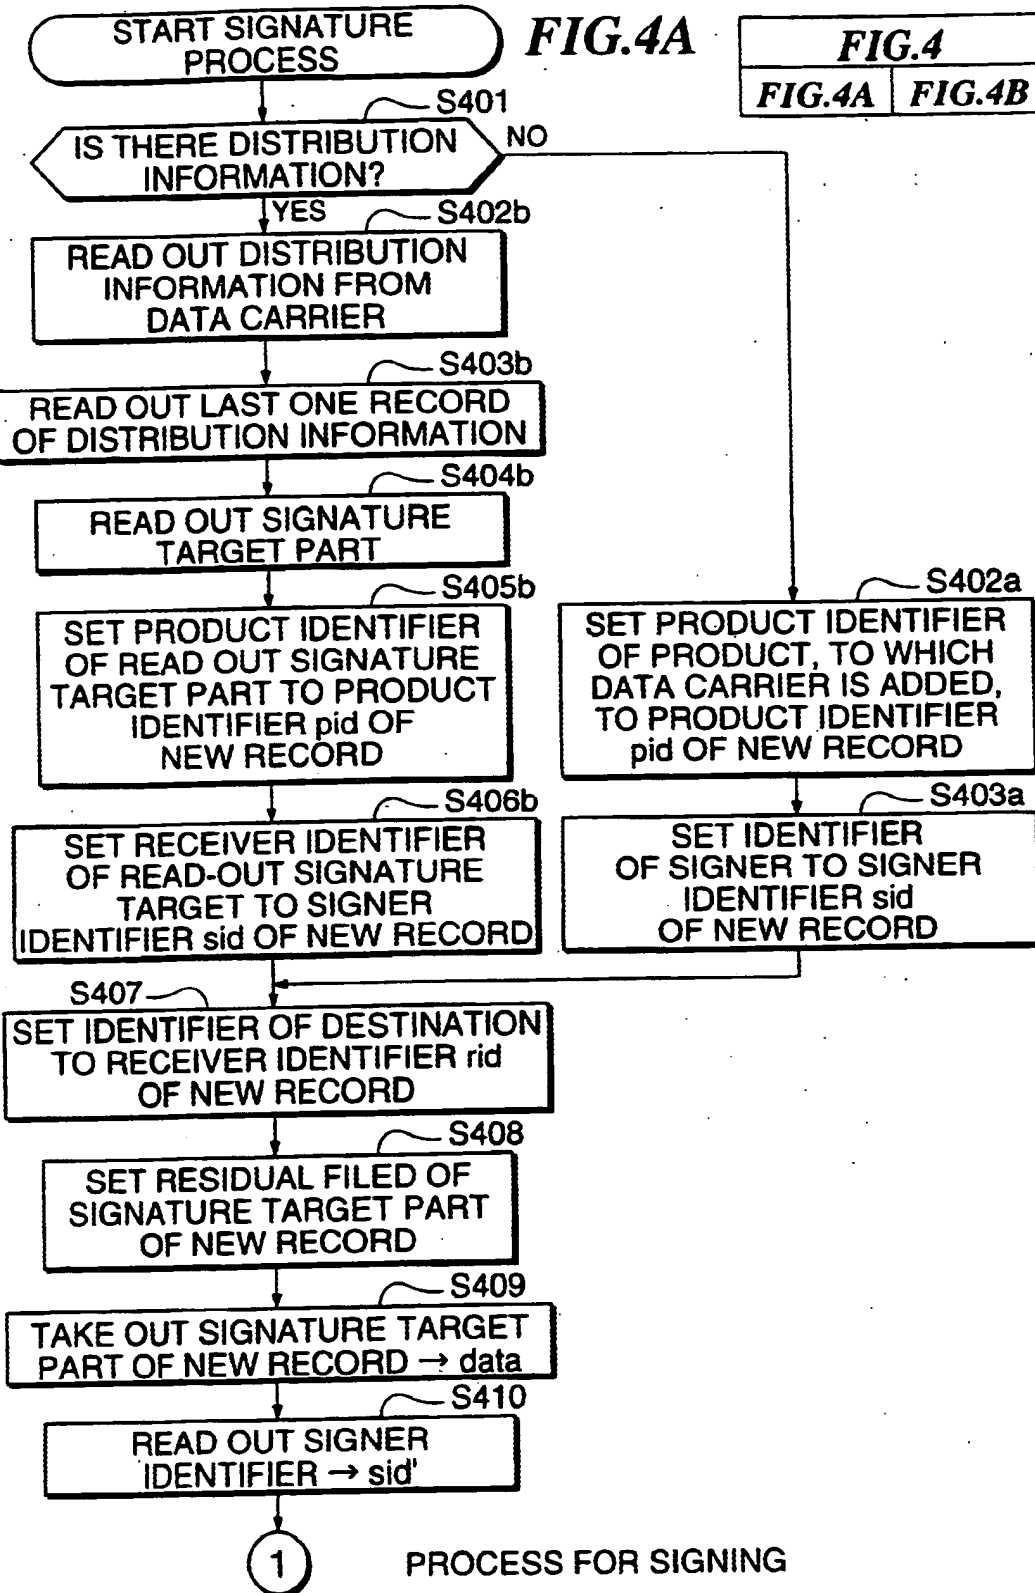 START SIGNATURE
PROCESS
FIG.4A
FIG.4
FIG.4A FIG.4B
S401
IS THERE DISTRIBUTION
INFORMATION?
NO
YES
S402b
READ OUT DISTRIBUTION
INFORMATION FROM
DATA CARRIER
S403b
READ OUT LAST ONE RECORD
OF DISTRIBUTION INFORMATION
S404b
READ OUT SIGNATURE
TARGET PART
S405b
SET PRODUCT IDENTIFIER
OF READ OUT SIGNATURE
TARGET PART TO PRODUCT
IDENTIFIER pid OF
NEW RECORD
S402a
SET PRODUCT IDENTIFIER
OF PRODUCT, TO WHICH
DATA CARRIER IS ADDED,
TO PRODUCT IDENTIFIER
pid OF NEW RECORD
S406b
SET RECEIVER IDENTIFIER
OF READ-OUT SIGNATURE
TARGET TO SIGNER
IDENTIFIER sid OF NEW RECORD
S403a
SET IDENTIFIER
OF SIGNER TO SIGNER
IDENTIFIER sid
OF NEW RECORD
S407
SET IDENTIFIER OF DESTINATION
TO RECEIVER IDENTIFIER rid
OF NEW RECORD
S408
SET RESIDUAL FILED OF
SIGNATURE TARGET PART
OF NEW RECORD
S409
TAKE OUT SIGNATURE TARGET
PART OF NEW RECORD → data
S410
READ OUT SIGNER
IDENTIFIER → sid'
1
PROCESS FOR SIGNING